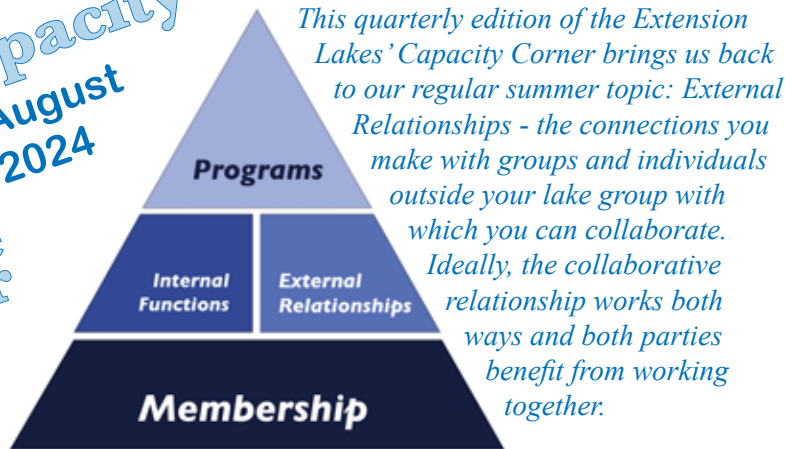 August
2024
This quarterly edition of the Extension
Lakes’ Capacity Corner brings us back
to our regular summer topic: External
Relationships - the connections you
make with groups and individuals
outside your lake group with
which you can collaborate.
Ideally, the collaborative
relationship works both
ways and both parties
benefit from working
together.
Programs
Internal
Functions
External
Relationships
Membership